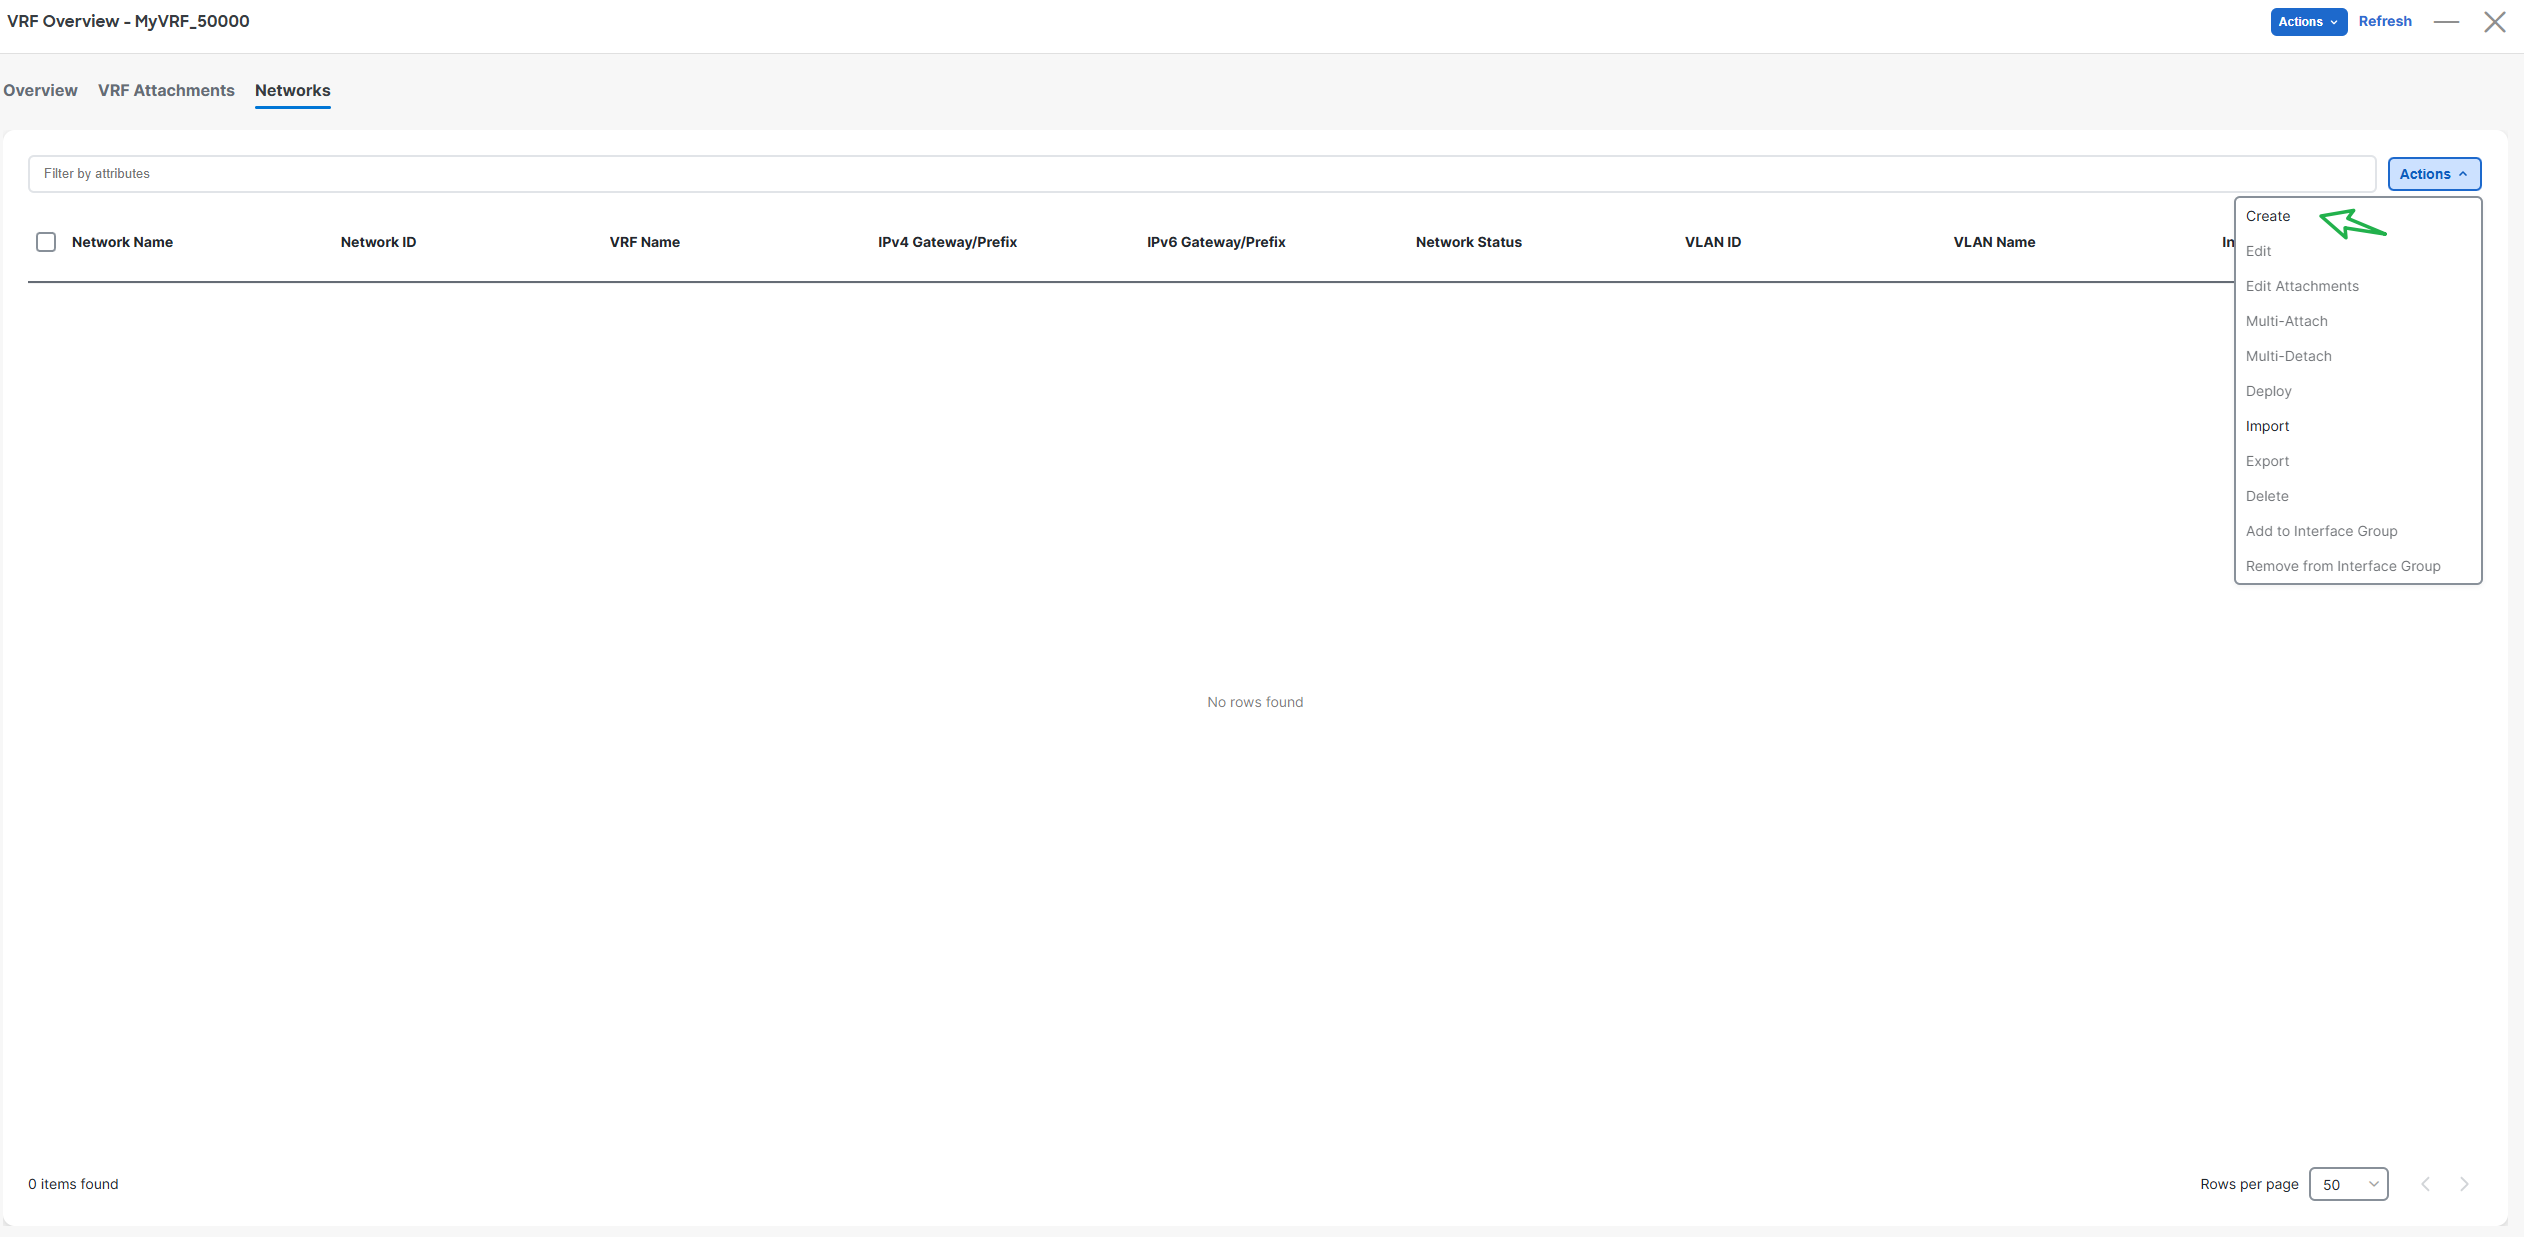 VRF Overview - MyVRF_50000
Actions
Refresh
Overview VRF Attachments Networks
Filter by attributes
Actions
Network Name Network ID VRF Name IPv4 Gateway/Prefix IPv6 Gateway/Prefix Network Status VLAN ID VLAN Name In
Create
Edit
Edit Attachments
Multi-Attach
Multi-Detach
Deploy
Import
Export
Delete
Add to Interface Group
Remove from Interface Group
No rows found
0 items found
Rows per page 50